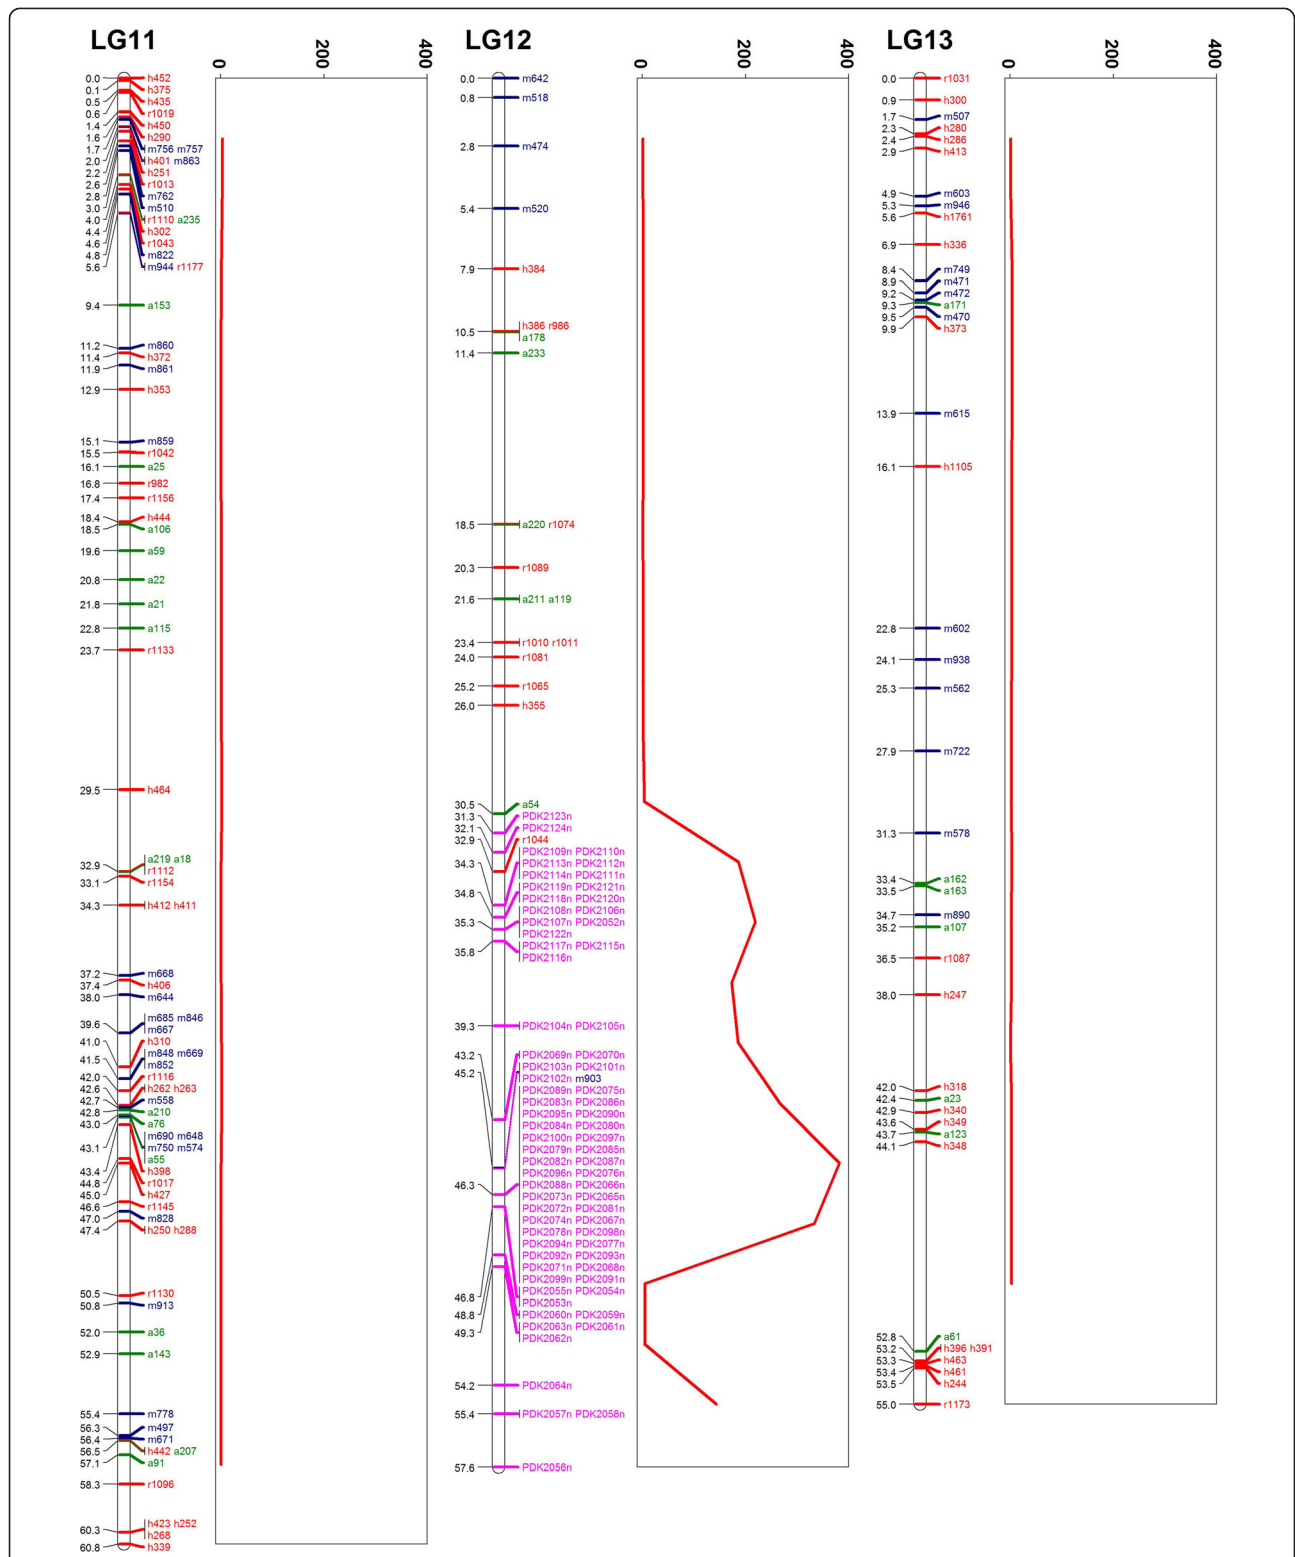 LG11
0 200 400
0.0 h452
0.1 h375
0.5 h435
0.6 r1019
1.4 h450
1.6 h290
1.7 m756 m757
2.0 h401 m863
2.2 h251
2.6 r1013
2.8 m762
3.0 m510
4.0 r1110 a235
4.4 h302
4.6 r1043
4.8 m822
5.6 m944 r1177
9.4 a153
11.2 m860
11.4 h372
11.9 m861
12.9 h353
15.1 m859
15.5 r1042
16.1 a25
16.8 r982
17.4 r1156
18.4 h444
18.5 a106
19.6 a59
20.8 a22
21.8 a21
22.8 a115
23.7 r1133
29.5 h464
a219 a18
32.9 r1112
33.1 r1154
34.3 h412 h411
37.2 m668
37.4 h406
38.0 m644
m685 m846
39.6 m667
41.0 h310
m848 m669
41.5 m852
42.0 r1116
42.6 h262 h263
42.7 m558
42.8 a210
43.0 a76
m690 m648
43.1 m750 m574
a55
43.4 h398
44.8 r1017
45.0 h427
46.6 r1145
47.0 m828
47.4 h250 h288
50.5 r1130
50.8 m913
52.0 a36
52.9 a143
55.4 m778
56.3 m497
56.4 m671
56.5 h442 a207
57.1 a91
58.3 r1096
h423 h252
60.3 h268
60.8 h339
LG12
0 200 400
0.0 m642
0.8 m518
2.8 m474
5.4 m520
7.9 h384
h386 r986
10.5 a178
11.4 a233
18.5 a220 r1074
20.3 r1089
21.6 a211 a119
23.4 r1010 r1011
24.0 r1081
25.2 r1065
26.0 h355
30.5 a54
31.3 PDK2123n
32.1 PDK2124n
32.9 r1044
PDK2109n PDK2110n
34.3 PDK2113n PDK2112n
PDK2114n PDK2111n
PDK2119n PDK2121n
34.8 PDK2118n PDK2120n
PDK2108n PDK2106n
35.3 PDK2107n PDK2052n
PDK2122n
PDK2117n PDK2115n
35.8 PDK2116n
39.3 PDK2104n PDK2105n
43.2 PDK2069n PDK2070n
PDK2103n PDK2101n
45.2 PDK2102n m903
PDK2089n PDK2075n
PDK2083n PDK2086n
PDK2095n PDK2090n
PDK2084n PDK2080n
PDK2100n PDK2097n
PDK2079n PDK2085n
PDK2082n PDK2087n
PDK2096n PDK2076n
46.3 PDK2088n PDK2066n
PDK2073n PDK2065n
PDK2072n PDK2081n
PDK2074n PDK2067n
PDK2078n PDK2098n
PDK2094n PDK2077n
PDK2092n PDK2093n
PDK2071n PDK2068n
PDK2099n PDK2091n
46.8 PDK2055n PDK2054n
PDK2053n
48.8 PDK2060n PDK2059n
49.3 PDK2063n PDK2061n
PDK2062n
54.2 PDK2064n
55.4 PDK2057n PDK2058n
57.6 PDK2056n
LG13
0 200 400
0.0 r1031
0.9 h300
1.7 m507
2.3 h280
2.4 h286
2.9 h413
4.9 m603
5.3 m946
5.6 h1761
6.9 h336
8.4 m749
8.9 m471
9.2 m472
9.3 a171
9.5 m470
9.9 h373
13.9 m615
16.1 h1105
22.8 m602
24.1 m938
25.3 m562
27.9 m722
31.3 m578
33.4 a162
33.5 a163
34.7 m890
35.2 a107
36.5 r1087
38.0 h247
42.0 h318
42.4 a23
42.9 h340
43.6 h349
43.7 a123
44.1 h348
52.8 a61
53.2 h396 h391
53.3 h463
53.4 h461
53.5 h244
55.0 r1173